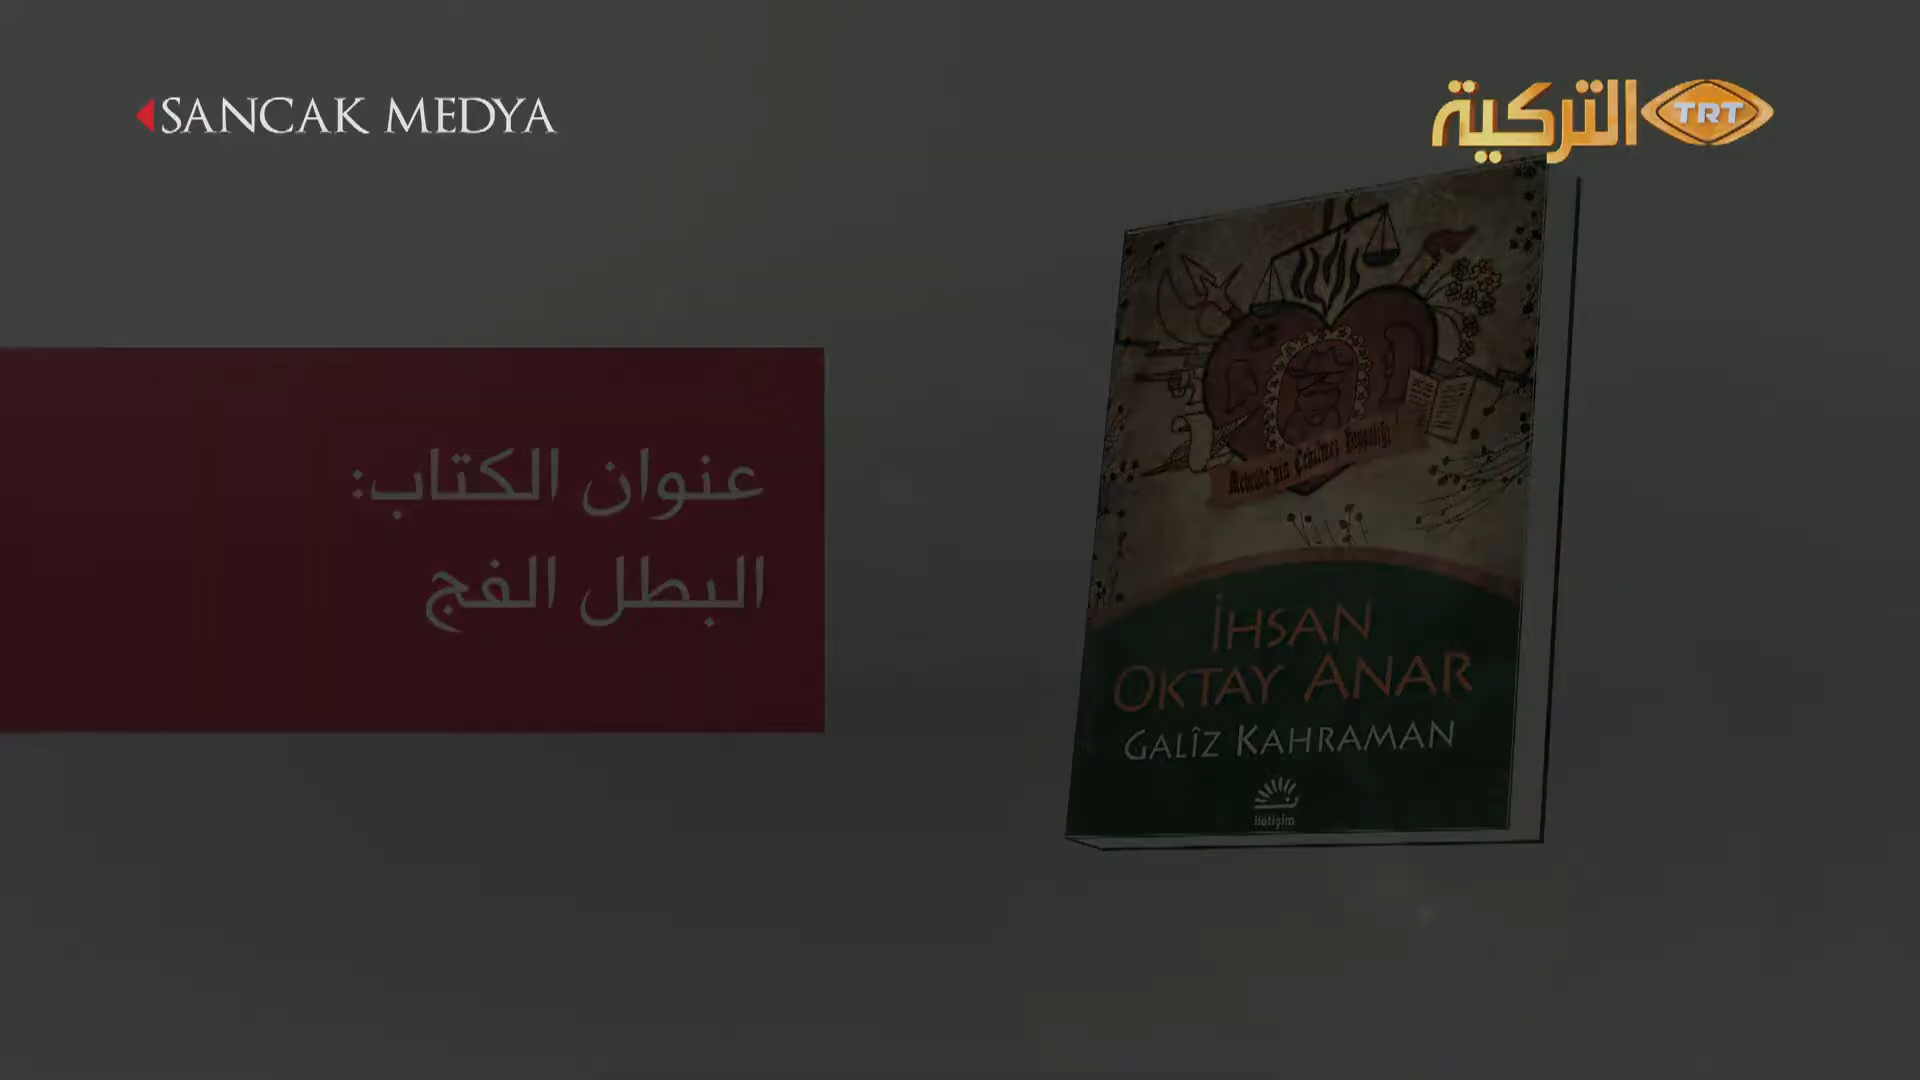 SANCAK MEDYA
التركية TRT
عنوان الكتاب:
البطل الفج
İHSAN
OKTAY ANAR
GALÎZ KAHRAMAN
iletişim